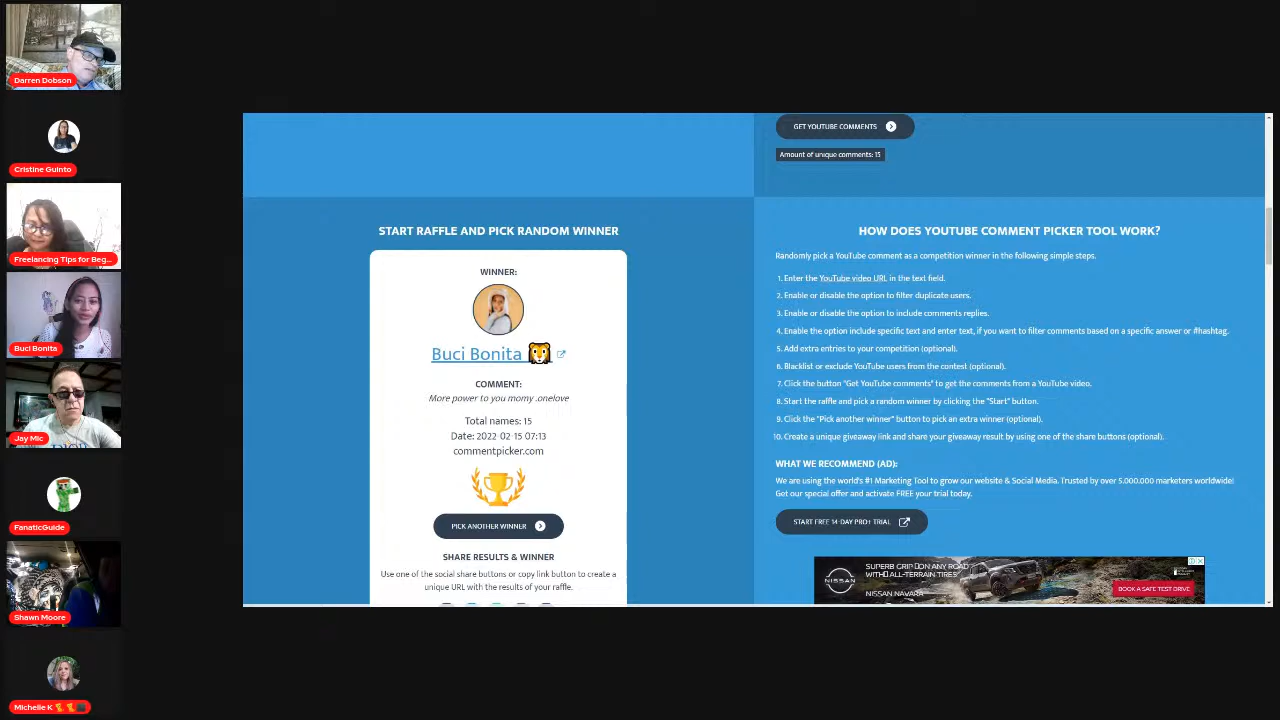 Darren Dobson
Cristine Guinto
Freelancing Tips for Beg...
Buci Bonita
Jay Mic
FanaticGuide
Shawn Moore
Michelle K
START RAFFLE AND PICK RANDOM WINNER
WINNER:
Buci Bonita
COMMENT:
More power to you momy .onelove
Total names: 15
Date: 2022-02-15 07:13
commentpicker.com
PICK ANOTHER WINNER
SHARE RESULTS & WINNER
Use one of the social share buttons or copy link button to create a
unique URL with the results of your raffle.
GET YOUTUBE COMMENTS
Amount of unique comments: 15
HOW DOES YOUTUBE COMMENT PICKER TOOL WORK?
Randomly pick a YouTube comment as a competition winner in the following simple steps.
1. Enter the YouTube video URL in the text field.
2. Enable or disable the option to filter duplicate users.
3. Enable or disable the option to include comments replies.
4. Enable the option include specific text and enter text, if you want to filter comments based on a specific answer or #hashtag.
5. Add extra entries to your competition (optional).
6. Blacklist or exclude YouTube users from the contest (optional).
7. Click the button "Get YouTube comments" to get the comments from a YouTube video.
8. Start the raffle and pick a random winner by clicking the "Start" button.
9. Click the "Pick another winner" button to pick an extra winner (optional).
10. Create a unique giveaway link and share your giveaway result by using one of the share buttons (optional).
WHAT WE RECOMMEND (AD):
We are using the world's #1 Marketing Tool to grow our website & Social Media. Trusted by over 5.000.000 marketers worldwide!
Get our special offer and activate FREE your trial today.
START FREE 14-DAY PRO+ TRIAL
NISSAN
SUPERB GRIP ON ANY ROAD
WITH ALL-TERRAIN TIRES
NISSAN NAVARA
BOOK A SAFE TEST DRIVE